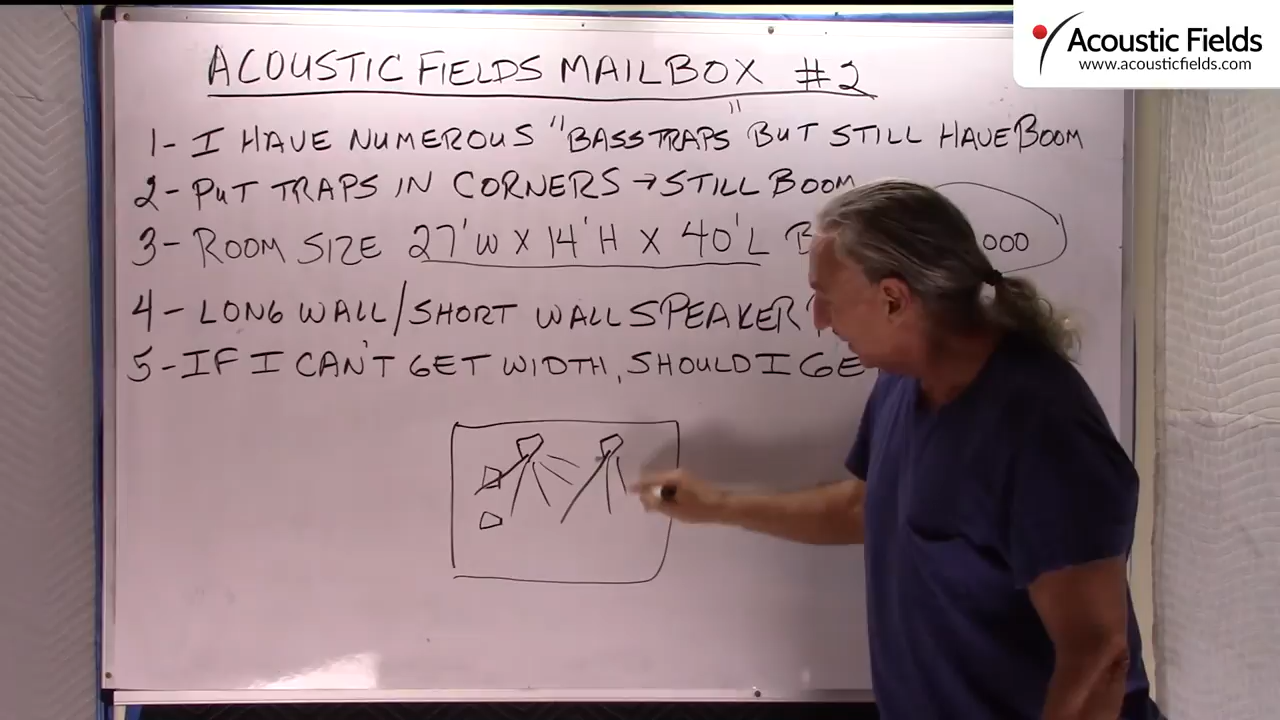 Acoustic Fields
www.acousticfields.com
ACOUSTIC FIELDS MAILBOX #2
1- I HAVE NUMEROUS "BASS TRAPS" BUT STILL HAVE BOOM
2- PUT TRAPS IN CORNERS → STILL BOOM
3- ROOM SIZE 27'W X 14'H X 40'L
4- LONG WALL/SHORT WALL SPEAKER
5- IF I CAN'T GET WIDTH, SHOULD I GE